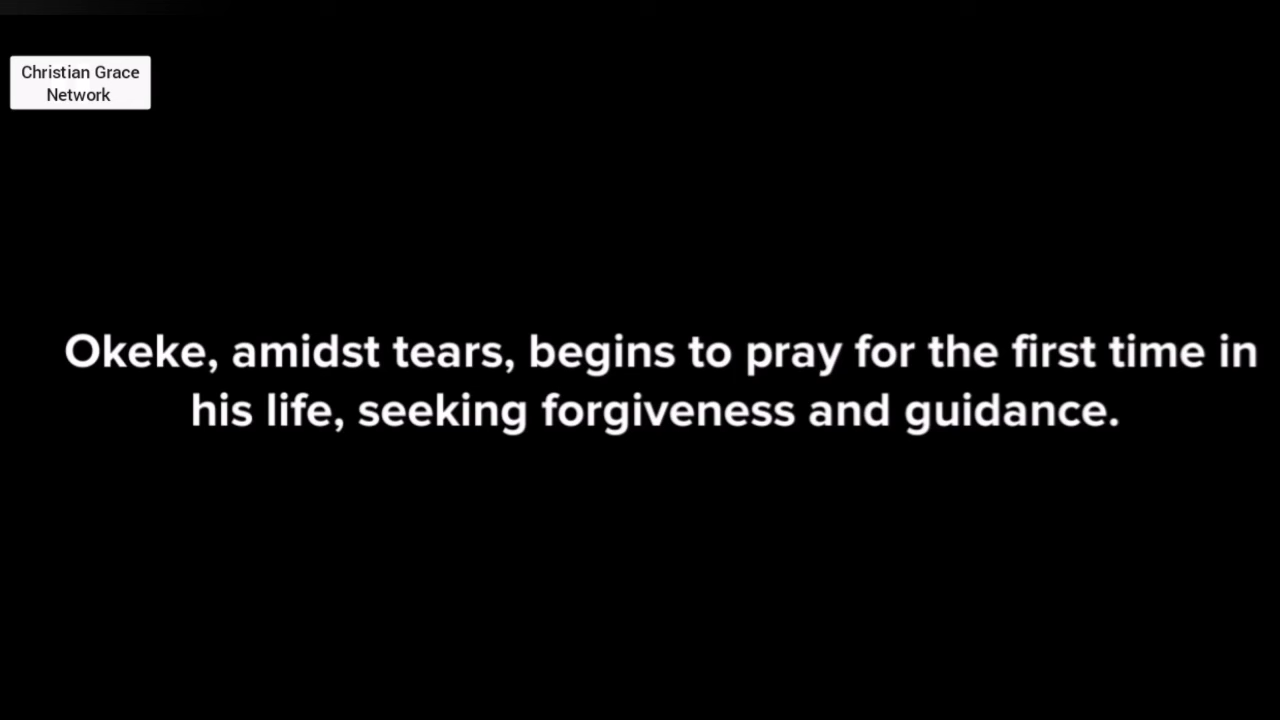 Christian Grace
Network
Okeke, amidst tears, begins to pray for the first time in
his life, seeking forgiveness and guidance.